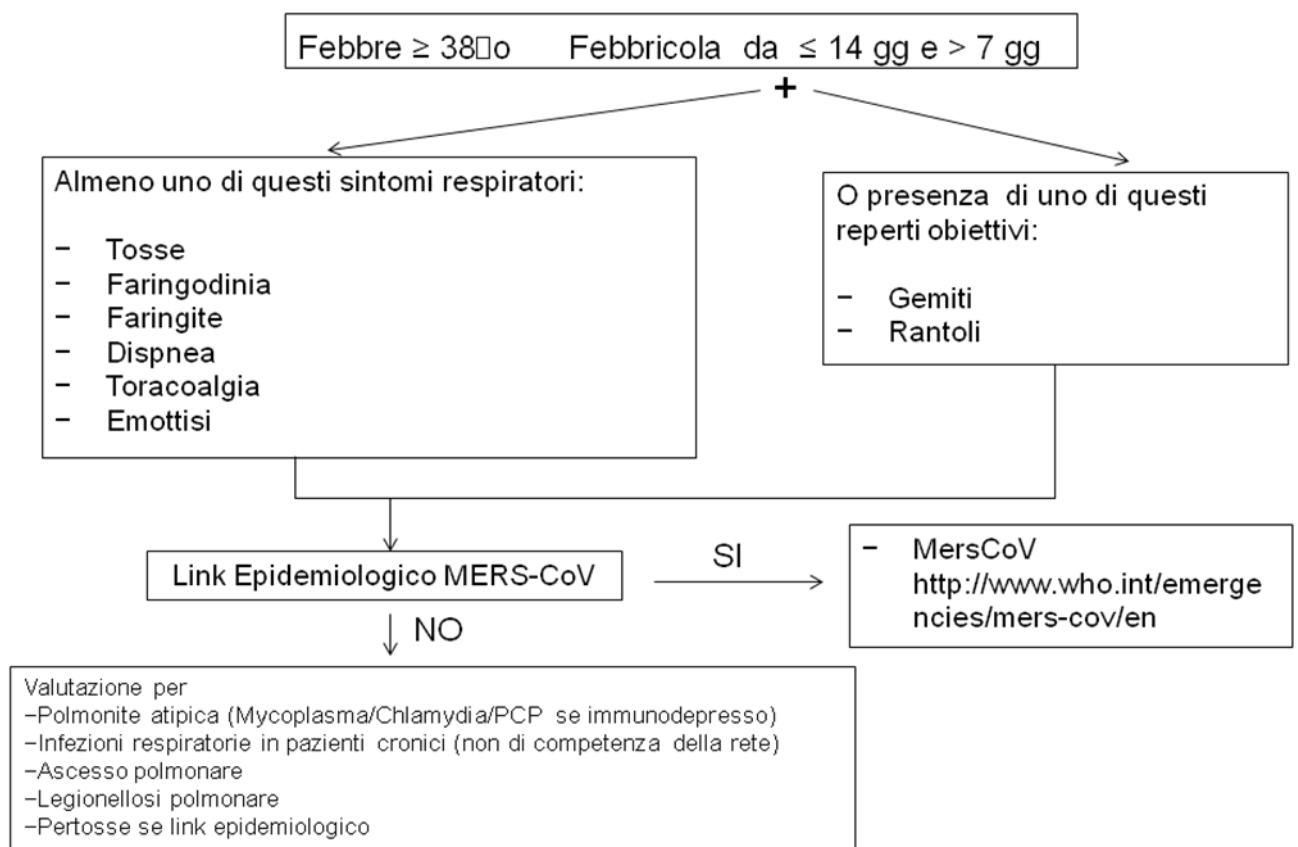 Febbre ≥ 38□o Febbricola da ≤ 14 gg e > 7 gg
+
Almeno uno di questi sintomi respiratori:
− Tosse
− Faringodinia
− Faringite
− Dispnea
− Toracoalgia
− Emottisi
O presenza di uno di questi
reperti obiettivi:
− Gemiti
− Rantoli
Link Epidemiologico MERS-CoV
SI
− MersCoV
http://www.who.int/emerge
ncies/mers-cov/en
NO
Valutazione per
−Polmonite atipica (Mycoplasma/Chlamydia/PCP se immunodepresso)
−Infezioni respiratorie in pazienti cronici (non di competenza della rete)
−Ascesso polmonare
−Legionellosi polmonare
−Pertosse se link epidemiologico